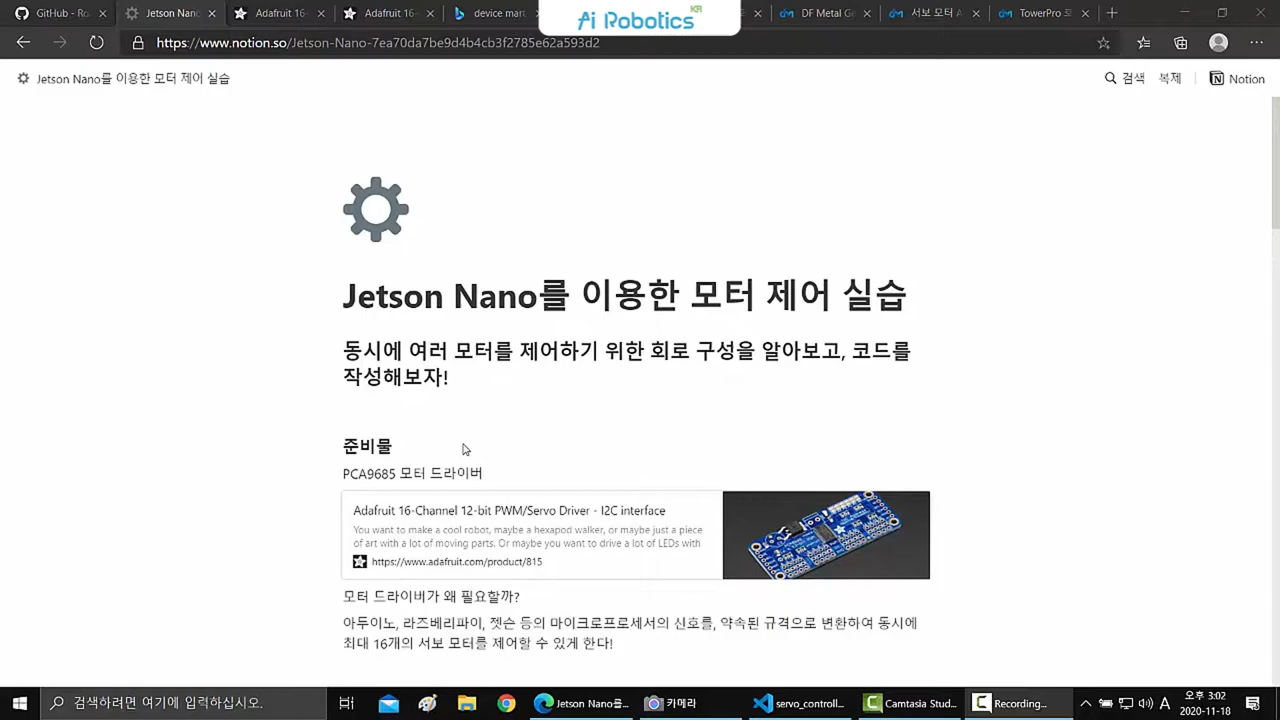 GitHub - Ro
Jetson Nano
Adafruit 16-
Adafruit 16-
device mart
Ai Robotics KR
DF Metal Ge
서보 모터 A
TowerPro 모
https://www.notion.so/Jetson-Nano-7ea70da7be9d4b4cb3f2785e62a593d2
Jetson Nano를 이용한 모터 제어 실습
검색
복제
Notion
Jetson Nano를 이용한 모터 제어 실습
동시에 여러 모터를 제어하기 위한 회로 구성을 알아보고, 코드를
작성해보자!
준비물
PCA9685 모터 드라이버
Adafruit 16-Channel 12-bit PWM/Servo Driver - I2C interface
You want to make a cool robot, maybe a hexapod walker, or maybe just a piece
of art with a lot of moving parts. Or maybe you want to drive a lot of LEDs with
https://www.adafruit.com/product/815
모터 드라이버가 왜 필요할까?
아두이노, 라즈베리파이, 젯슨 등의 마이크로프로세서의 신호를, 약속된 규격으로 변환하여 동시에
최대 16개의 서보 모터를 제어할 수 있게 한다!
검색하려면 여기에 입력하십시오.
Jetson Nano를...
카메라
servo_controll...
Camtasia Stud...
Recording...
A
오후 3:02
2020-11-18